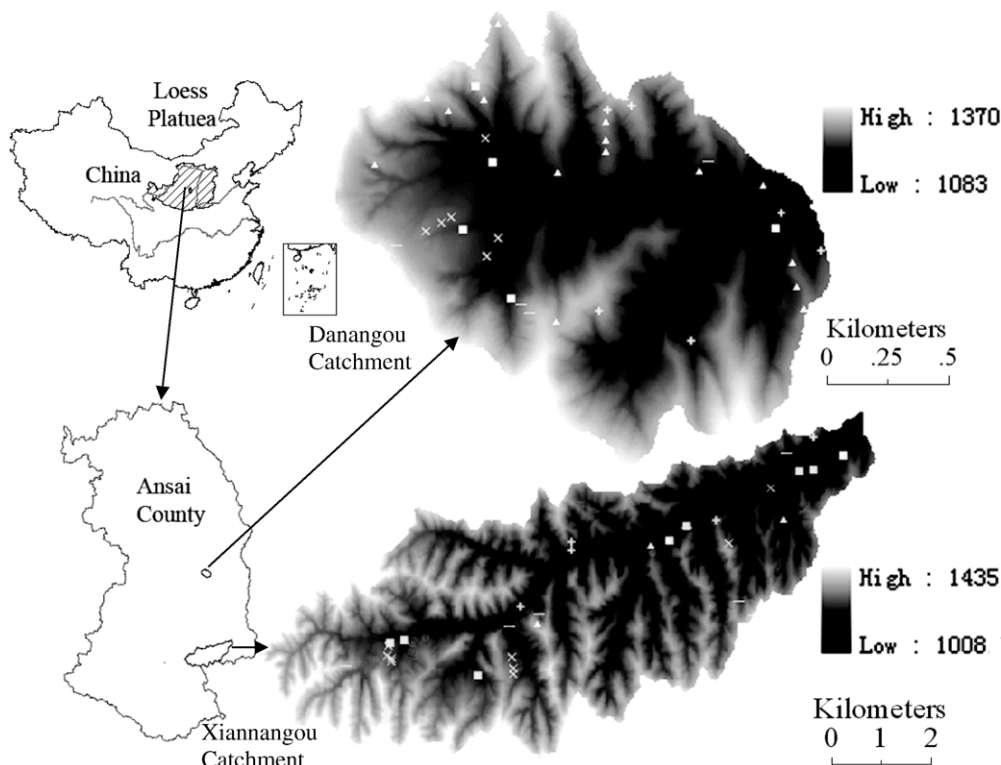 Loess
Platuea
China
High : 1370
Low : 1083
Kilometers
0 .25 .5
Danangou
Catchment
Ansai
County
High : 1435
Low : 1008
Xiannangou
Catchment
Kilometers
0 1 2